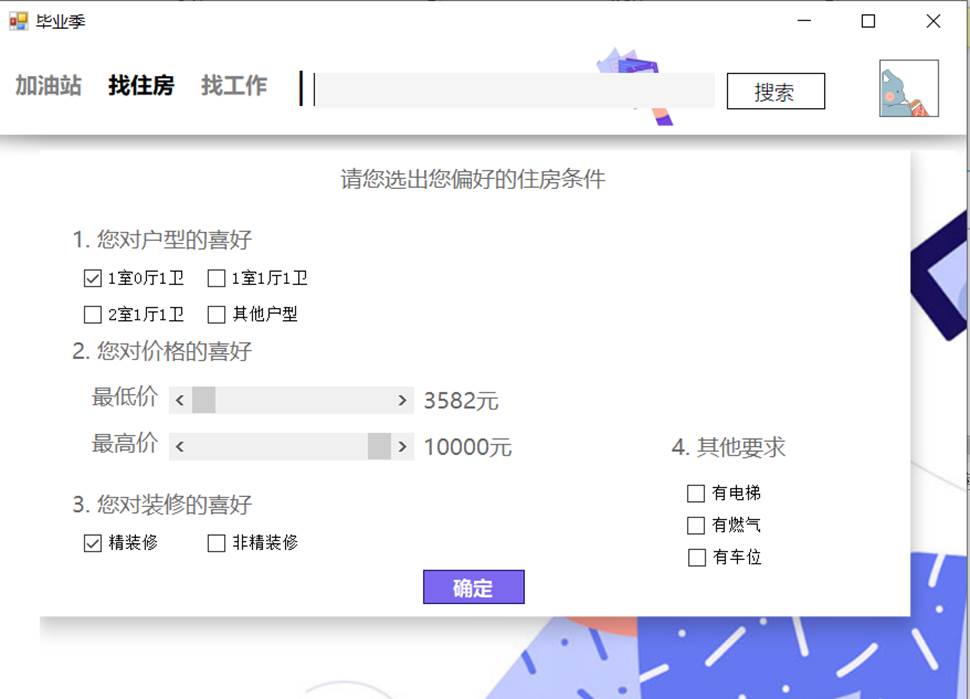 毕业季
加油站 找住房 找工作 搜索
请您选出您偏好的住房条件
1. 您对户型的喜好
1室0厅1卫 1室1厅1卫
2室1厅1卫 其他户型
2. 您对价格的喜好
最低价 3582元
最高价 10000元
4. 其他要求
有电梯
有燃气
有车位
3. 您对装修的喜好
精装修 非精装修
确定